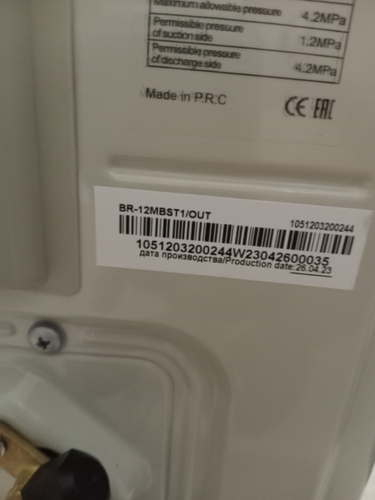 Maximum allowable pressure 4.2MPa
Permissible pressure of suction side 1.2MPa
Permissible pressure of discharge side 4.2MPa
Made in P.R.C
CE EAC
BR-12MBST1/OUT
1051203200244
1051203200244W23042600035
дата производства/Production date:26.04.23